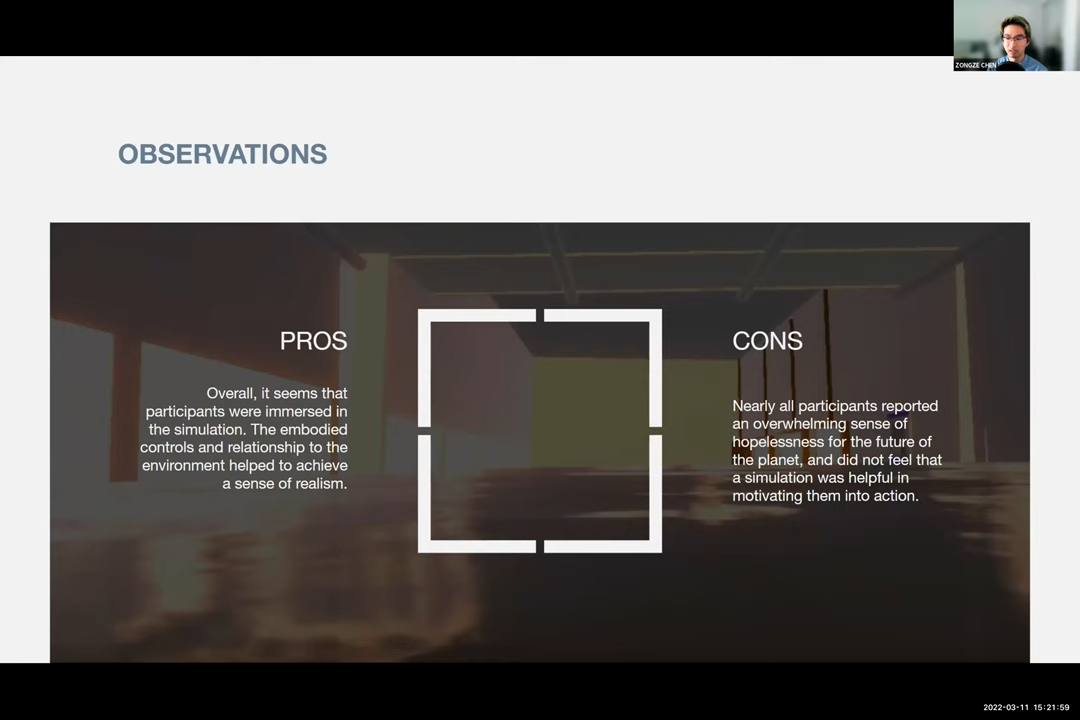 ZONGZE CHEN
OBSERVATIONS
PROS
Overall, it seems that
participants were immersed in
the simulation. The embodied
controls and relationship to the
environment helped to achieve
a sense of realism.
CONS
Nearly all participants reported
an overwhelming sense of
hopelessness for the future of
the planet, and did not feel that
a simulation was helpful in
motivating them into action.
2022-03-11 15:21:59